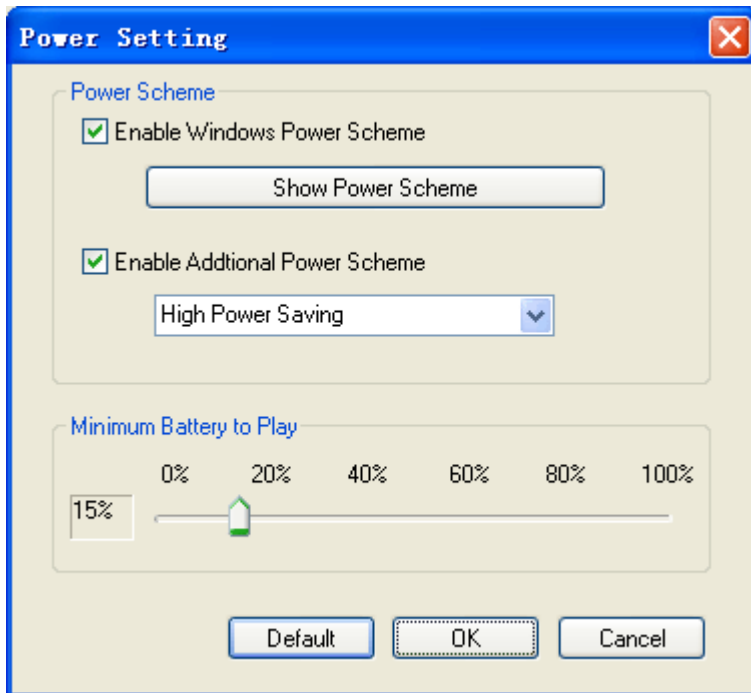 Power Setting
Power Scheme
Enable Windows Power Scheme
Show Power Scheme
Enable Addtional Power Scheme
High Power Saving
Minimum Battery to Play
0% 20% 40% 60% 80% 100%
15%
Default OK Cancel